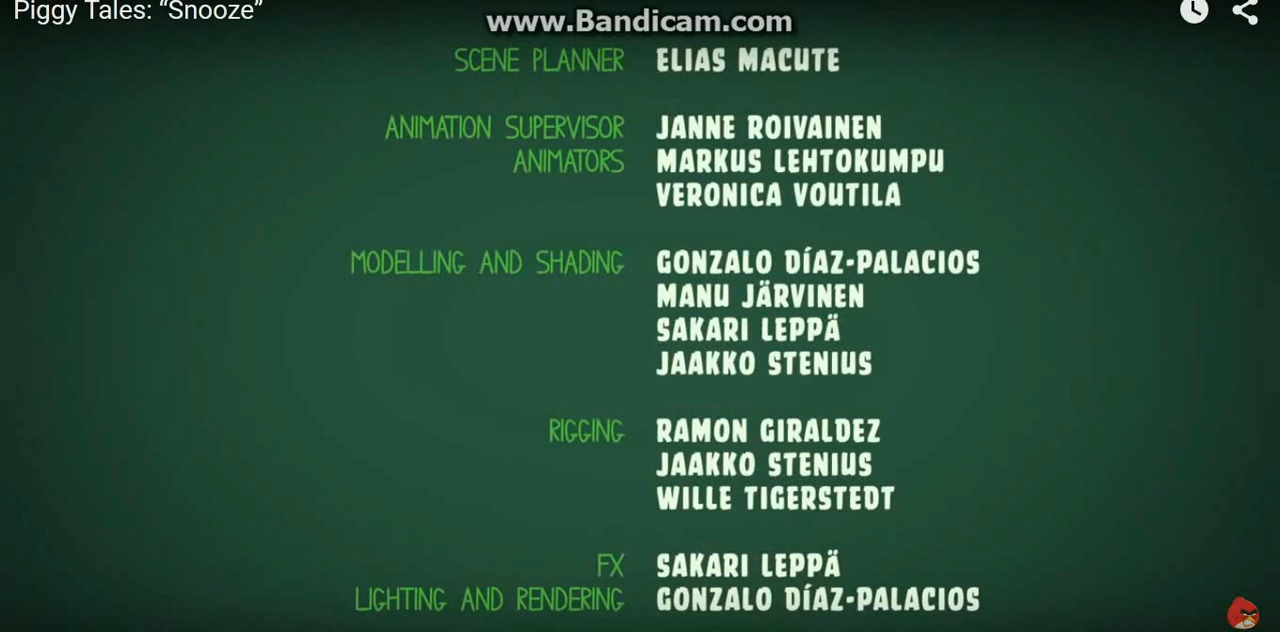 Piggy Tales: “Snooze”
www.Bandicam.com
SCENE PLANNER ELIAS MACUTE
ANIMATION SUPERVISOR JANNE ROIVAINEN
ANIMATORS MARKUS LEHTOKUMPU
VERONICA VOUTILA
MODELLING AND SHADING GONZALO DÍAZ-PALACIOS
MANU JÄRVINEN
SAKARI LEPPÄ
JAAKKO STENIUS
RIGGING RAMON GIRALDEZ
JAAKKO STENIUS
WILLE TIGERSTEDT
FX SAKARI LEPPÄ
LIGHTING AND RENDERING GONZALO DÍAZ-PALACIOS